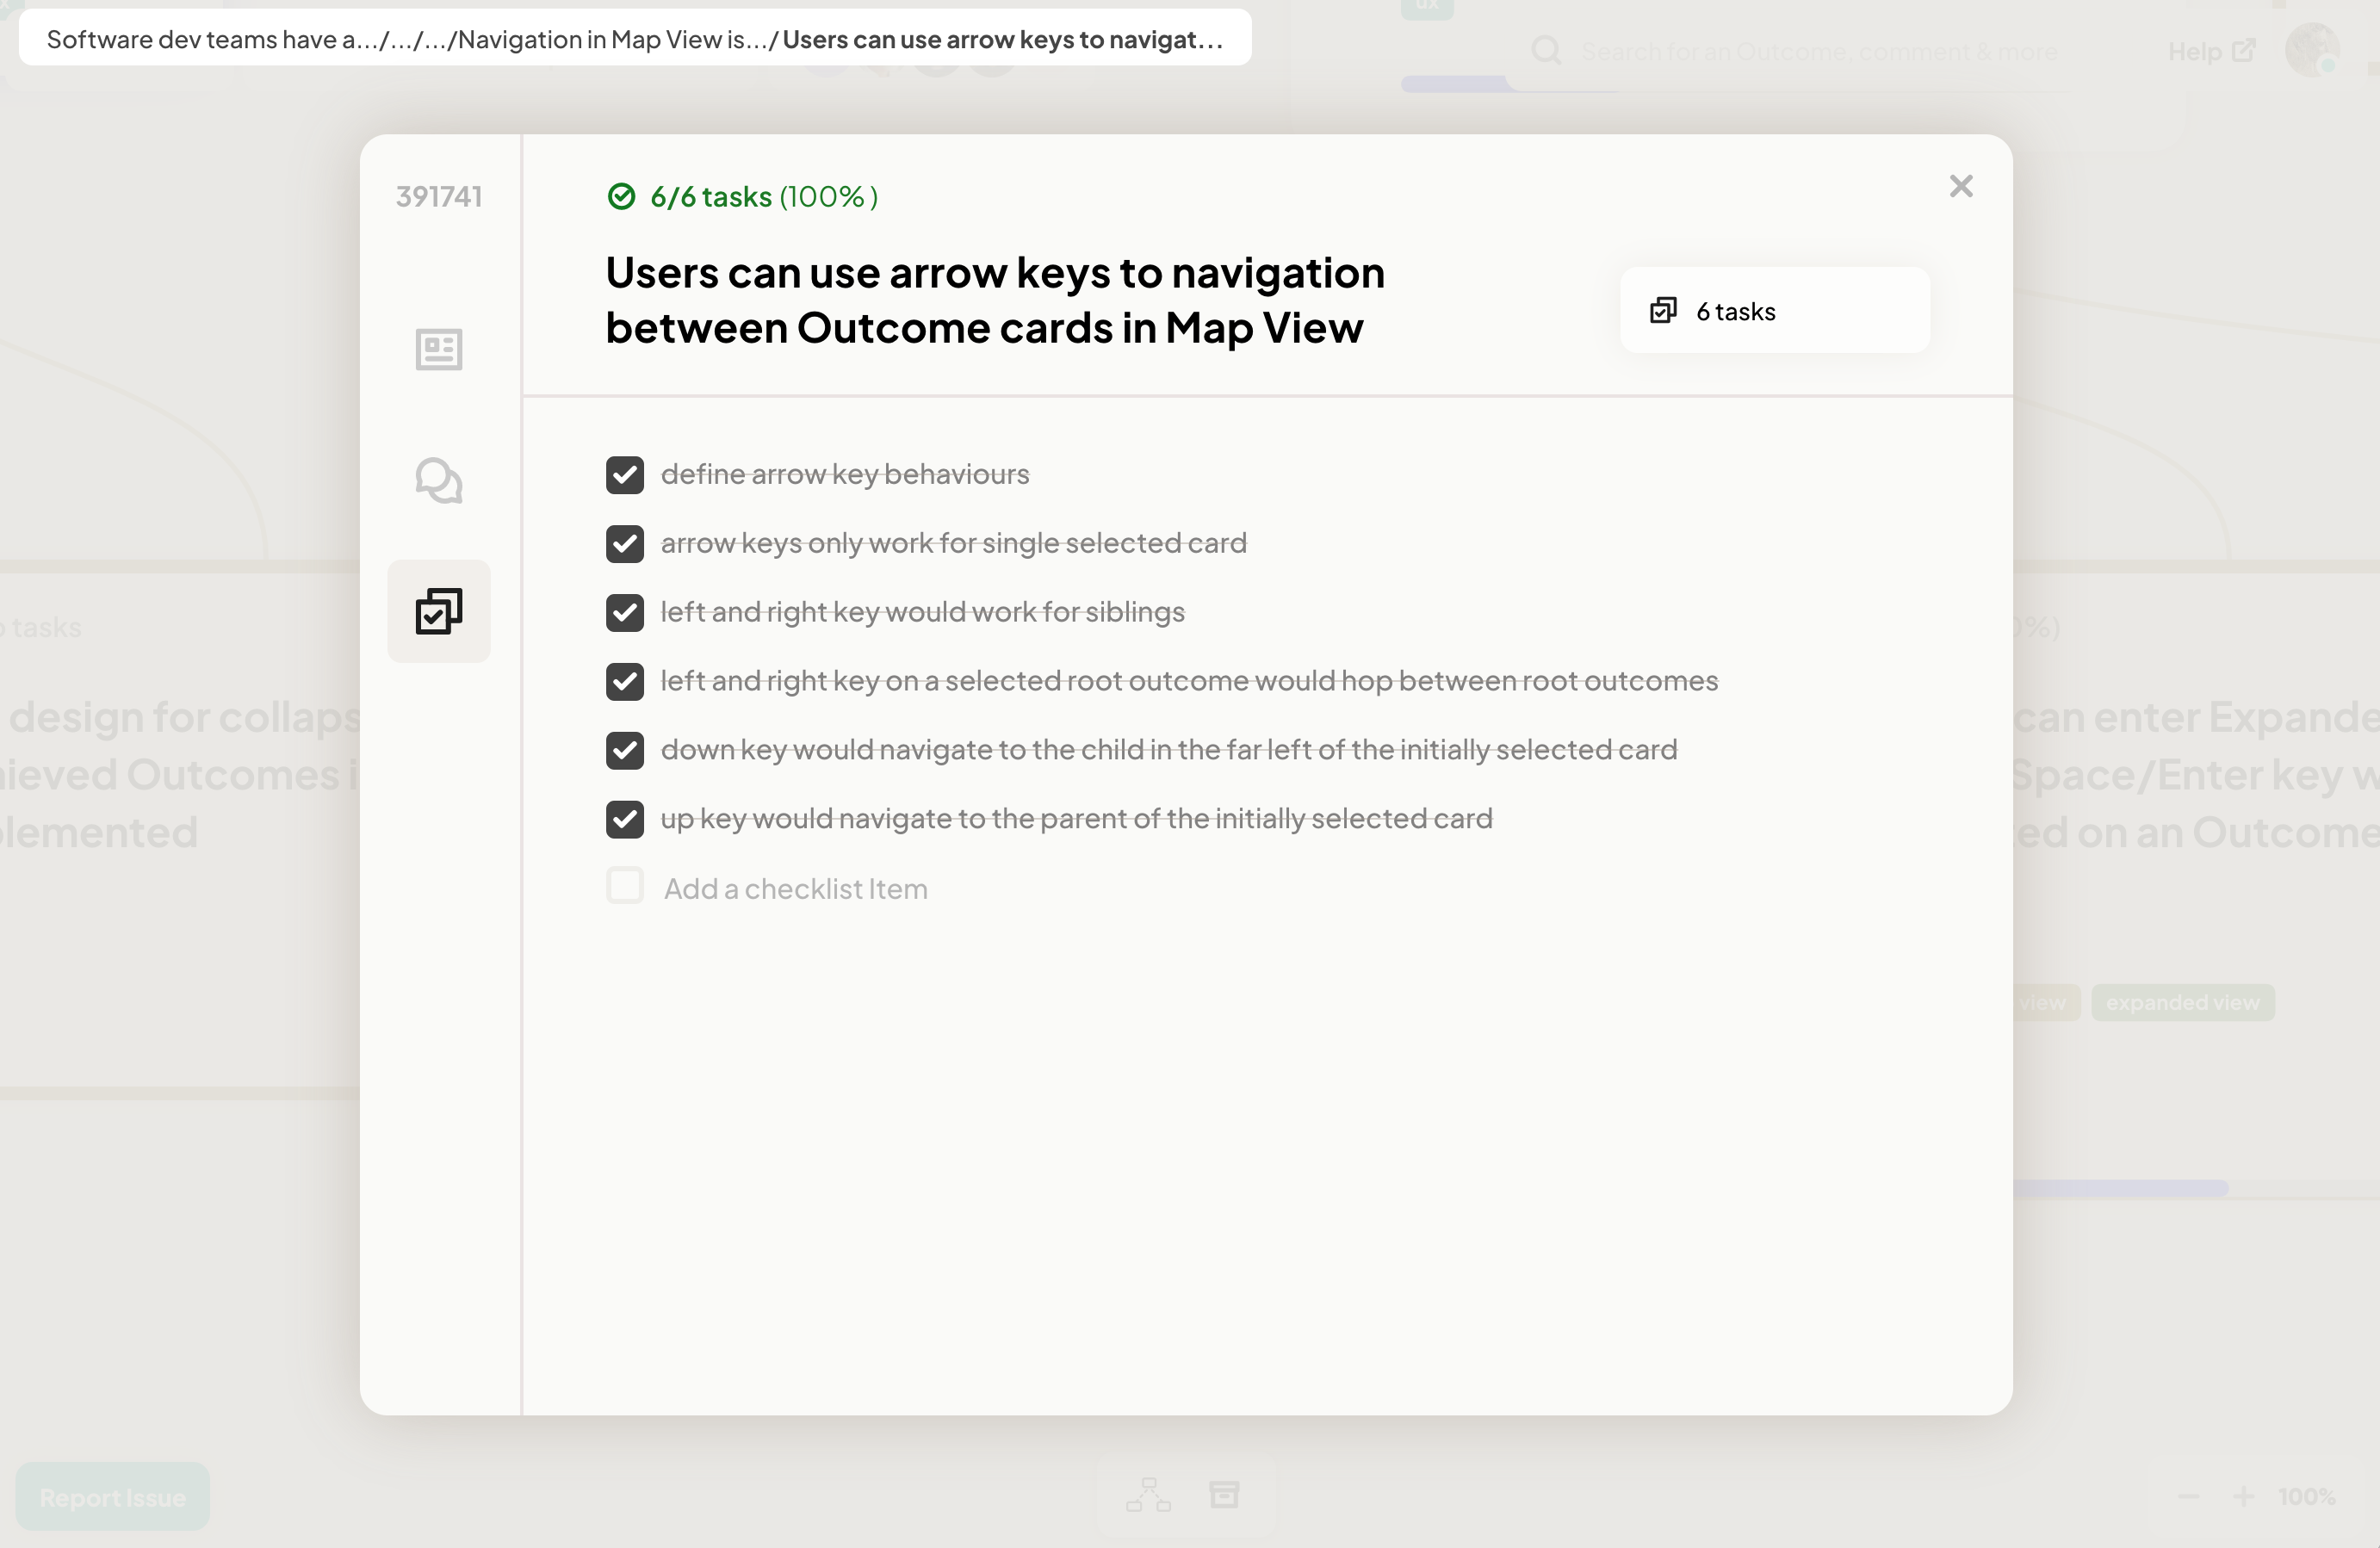 ux
Software dev teams have a.../.../.../Navigation in Map View is.../ Users can use arrow keys to navigat...
Search for an Outcome, comment & more
Help
391741
6/6 tasks (100% )
Users can use arrow keys to navigation
between Outcome cards in Map View
6 tasks
define arrow key behaviours
arrow keys only work for single selected card
left and right key would work for siblings
left and right key on a selected root outcome would hop between root outcomes
down key would navigate to the child in the far left of the initially selected card
up key would navigate to the parent of the initially selected card
Add a checklist Item
tasks
design for collaps
ieved Outcomes i
lemented
0%)
can enter Expande
Space/Enter key w
ed on an Outcome
view
expanded view
Report Issue
100%